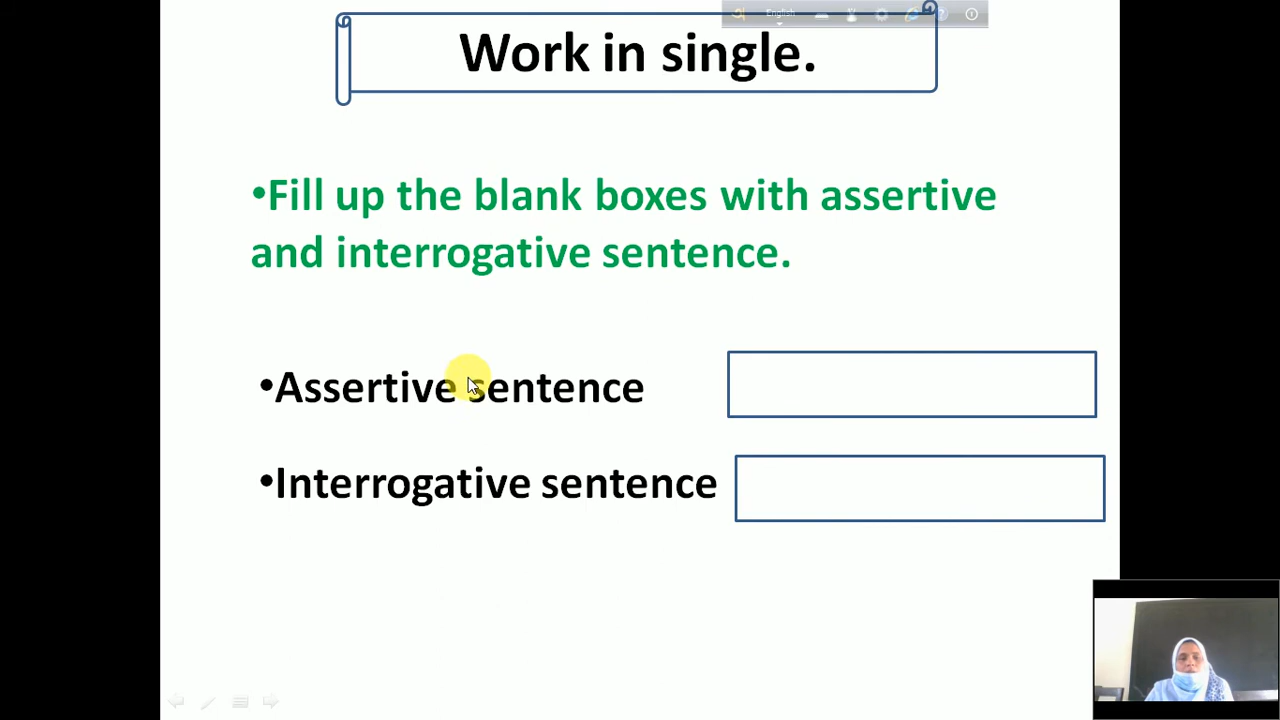 English
Work in single.
•Fill up the blank boxes with assertive
and interrogative sentence.
•Assertive sentence
•Interrogative sentence